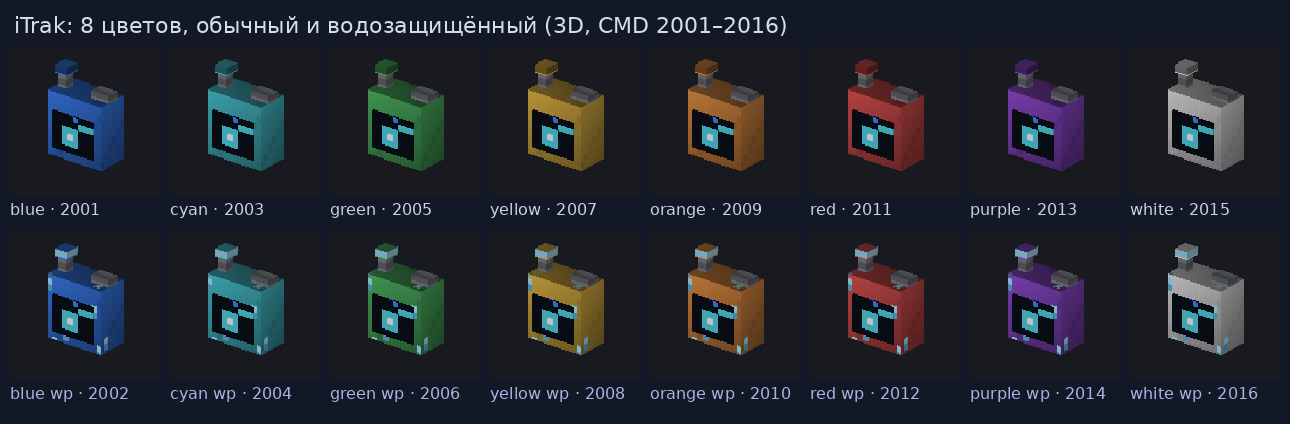 iTrak: 8 цветов, обычный и водозащищённый (3D, CMD 2001–2016)
blue · 2001 cyan · 2003 green · 2005 yellow · 2007 orange · 2009 red · 2011 purple · 2013 white · 2015
blue wp · 2002 cyan wp · 2004 green wp · 2006 yellow wp · 2008 orange wp · 2010 red wp · 2012 purple wp · 2014 white wp · 2016